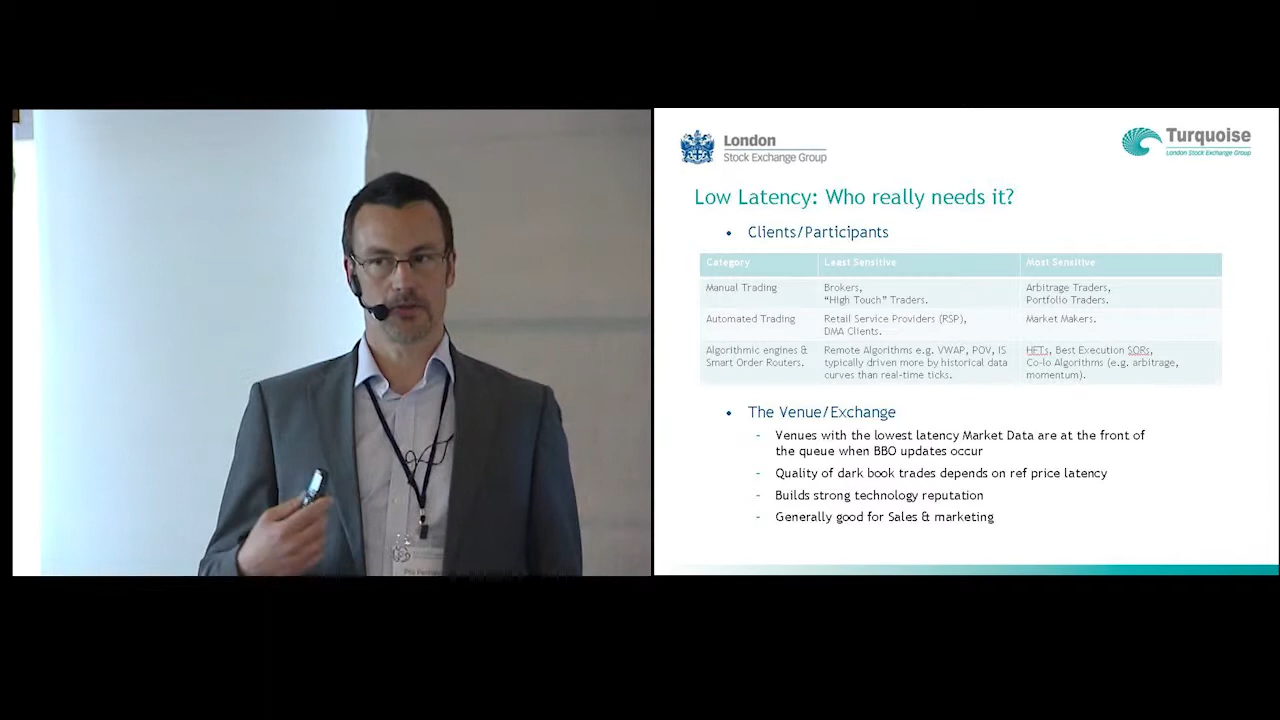 London
Stock Exchange Group
Turquoise
London Stock Exchange Group
Low Latency: Who really needs it?
• Clients/Participants
Category Least Sensitive Most Sensitive
Manual Trading
Brokers,
“High Touch” Traders.
Arbitrage Traders,
Portfolio Traders.
Automated Trading
Retail Service Providers (RSP),
DMA Clients.
Market Makers.
Algorithmic engines &
Smart Order Routers.
Remote Algorithms e.g. VWAP, POV, IS
typically driven more by historical data
curves than real-time ticks.
HFTs, Best Execution SORs,
Co-lo Algorithms (e.g. arbitrage,
momentum).
• The Venue/Exchange
- Venues with the lowest latency Market Data are at the front of
the queue when BBO updates occur
- Quality of dark book trades depends on ref price latency
- Builds strong technology reputation
- Generally good for Sales & marketing